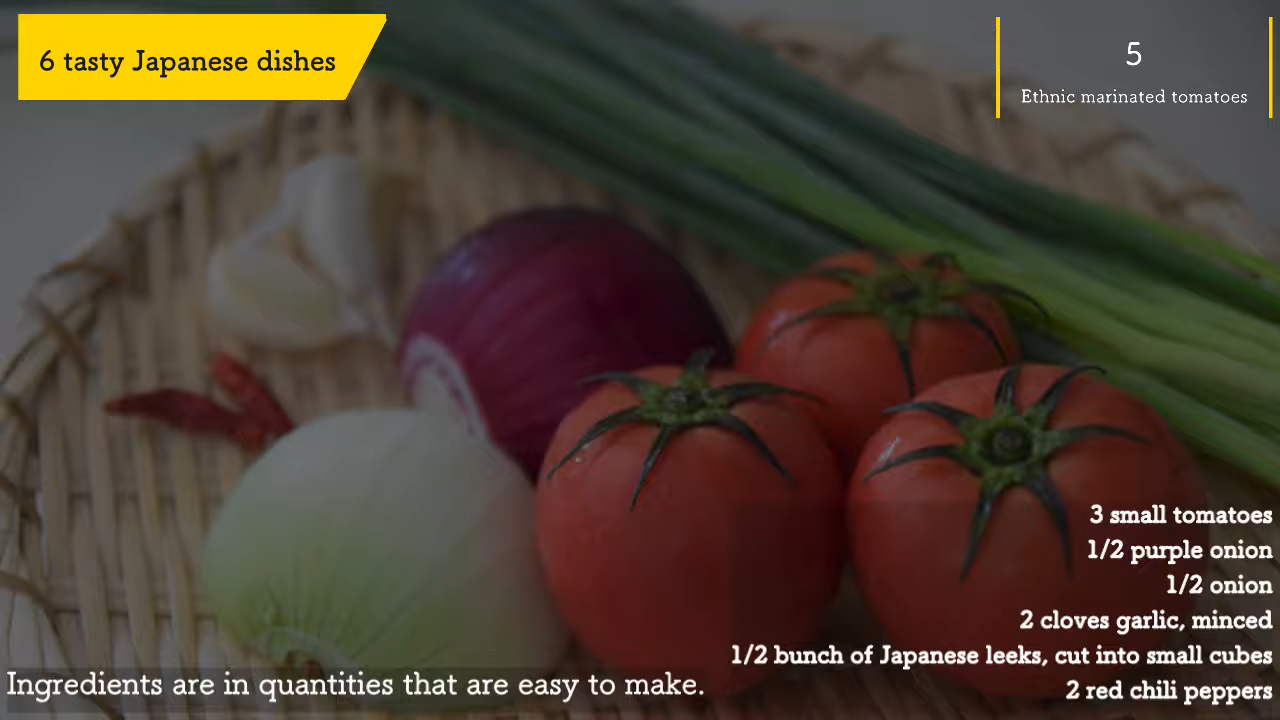 6 tasty Japanese dishes
5
Ethnic marinated tomatoes
3 small tomatoes
1/2 purple onion
1/2 onion
2 cloves garlic, minced
1/2 bunch of Japanese leeks, cut into small cubes
2 red chili peppers
Ingredients are in quantities that are easy to make.